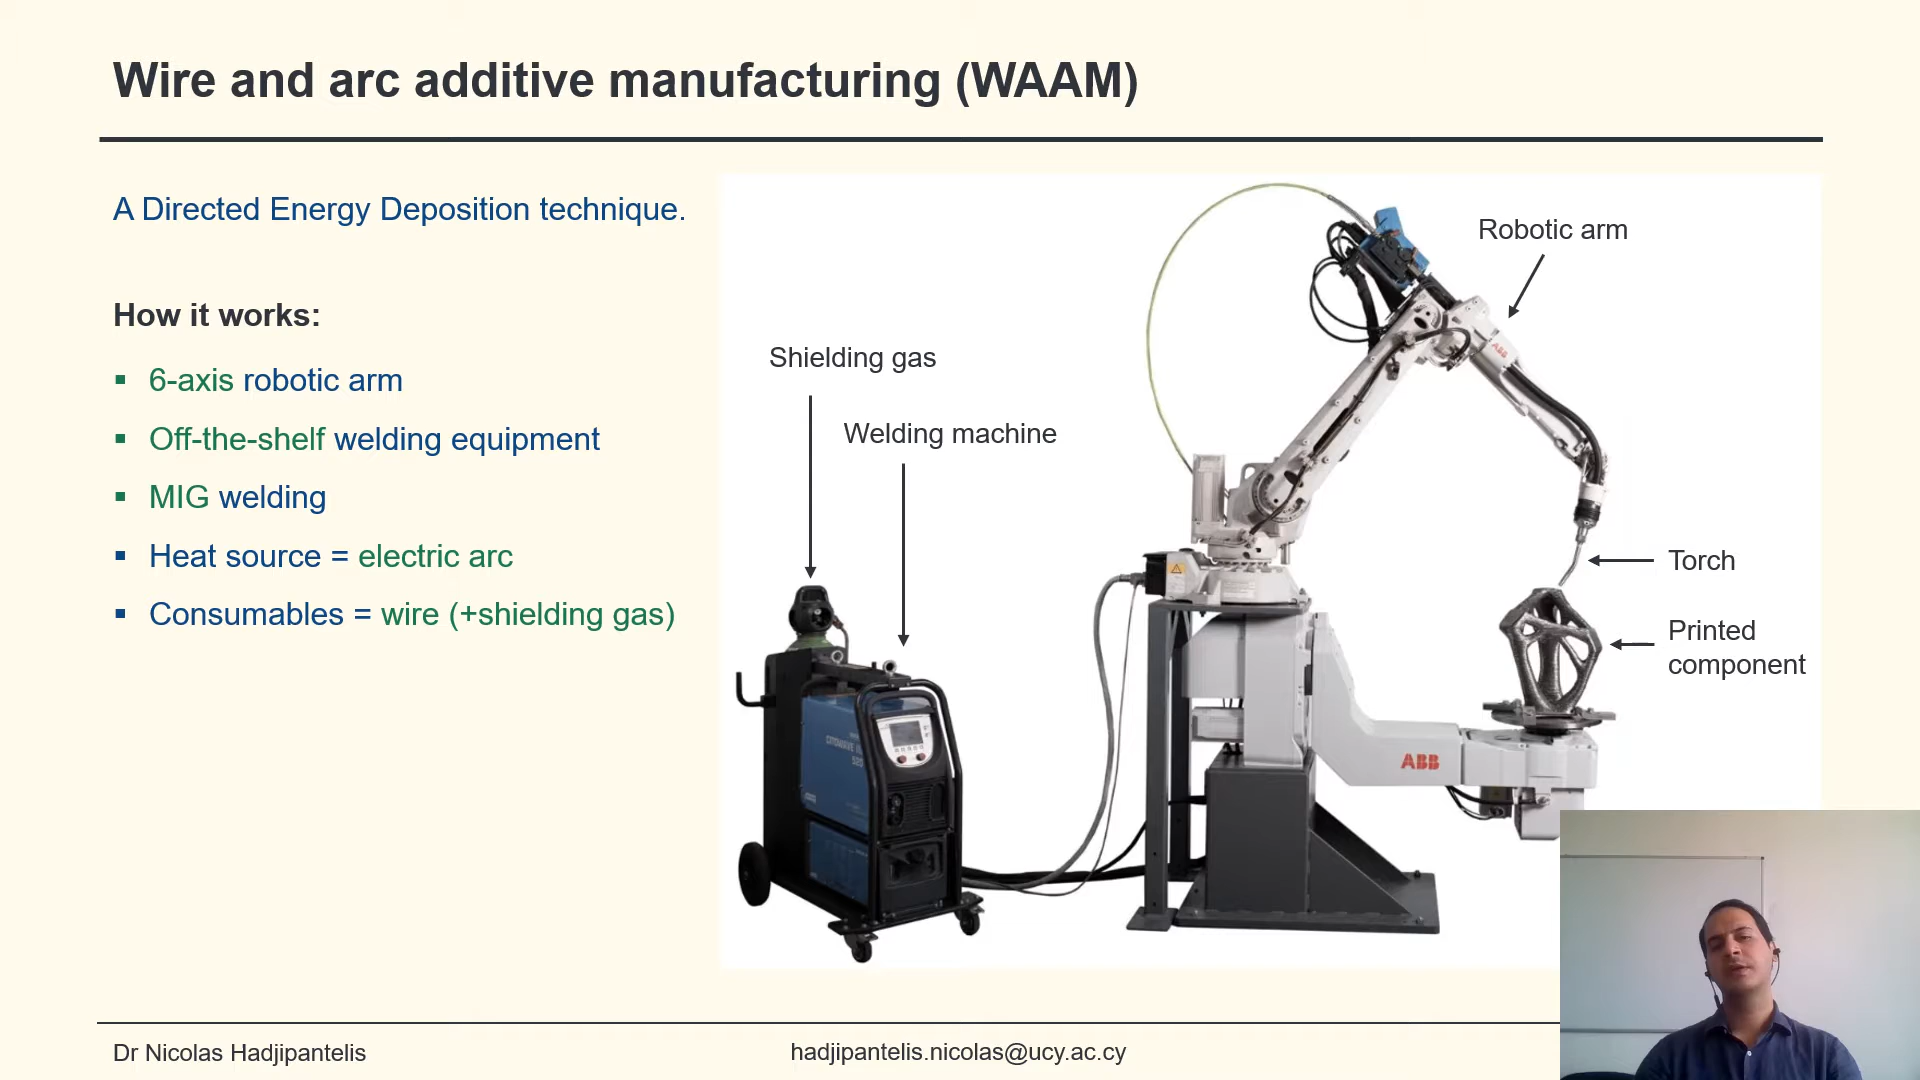 Wire and arc additive manufacturing (WAAM)
A Directed Energy Deposition technique.
How it works:
▪ 6-axis robotic arm
▪ Off-the-shelf welding equipment
▪ MIG welding
▪ Heat source = electric arc
▪ Consumables = wire (+shielding gas)
Shielding gas
Welding machine
Robotic arm
ABB
Torch
Printed
component
ABB
Dr Nicolas Hadjipantelis
hadjipantelis.nicolas@ucy.ac.cy